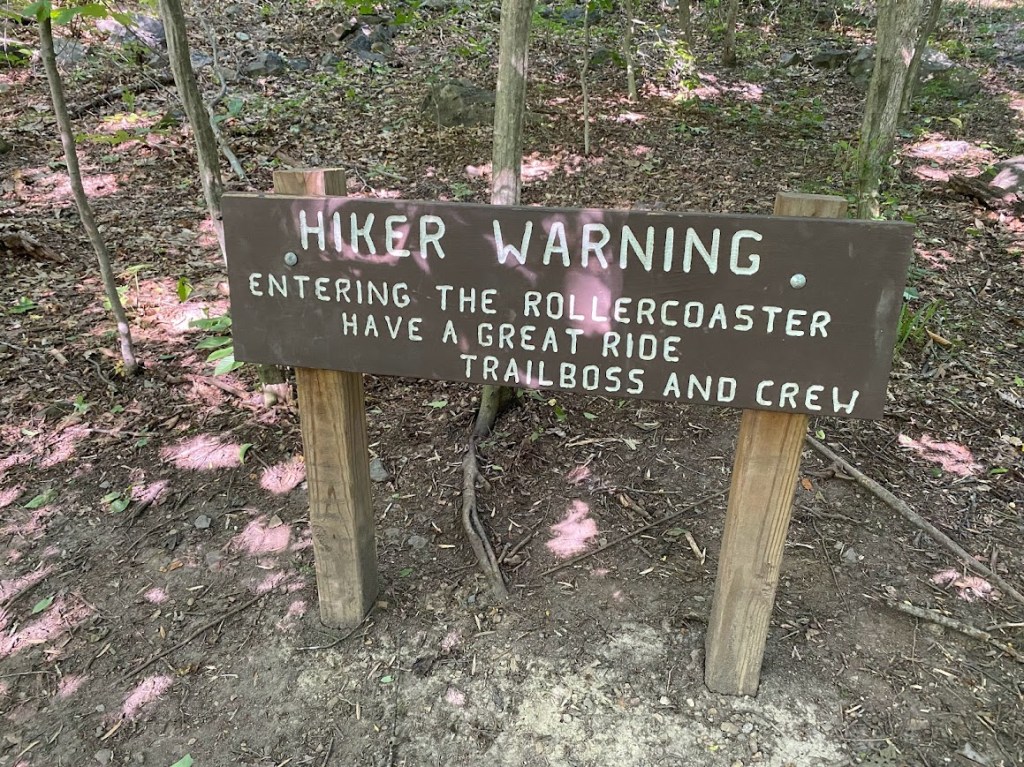 HIKER WARNING
ENTERING THE ROLLERCOASTER
HAVE A GREAT RIDE
TRAILBOSS AND CREW